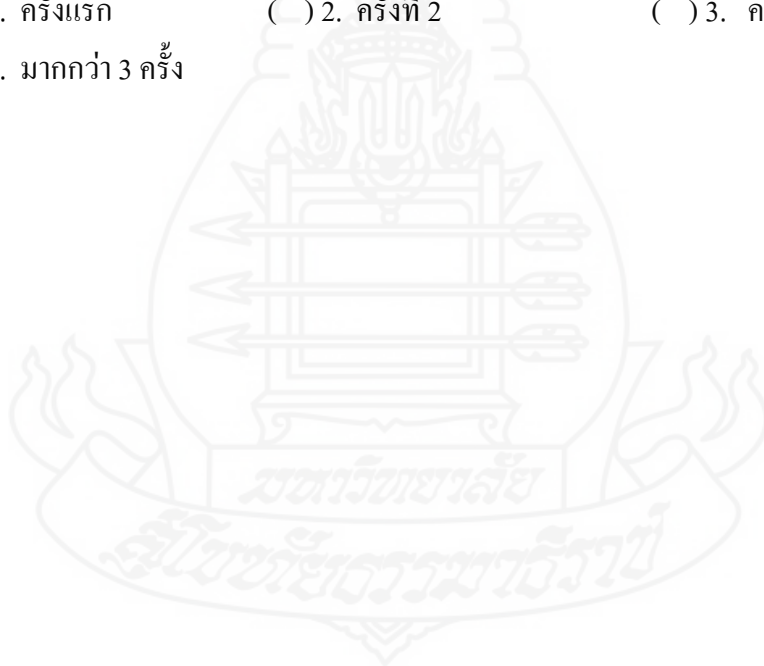 . ครั้งแรก ( ) 2. ครั้งที่ 2 ( ) 3. ค
. มากกว่า 3 ครั้ง
มหาวิทยาลัย
สุโขทัยธรรมาธิราช